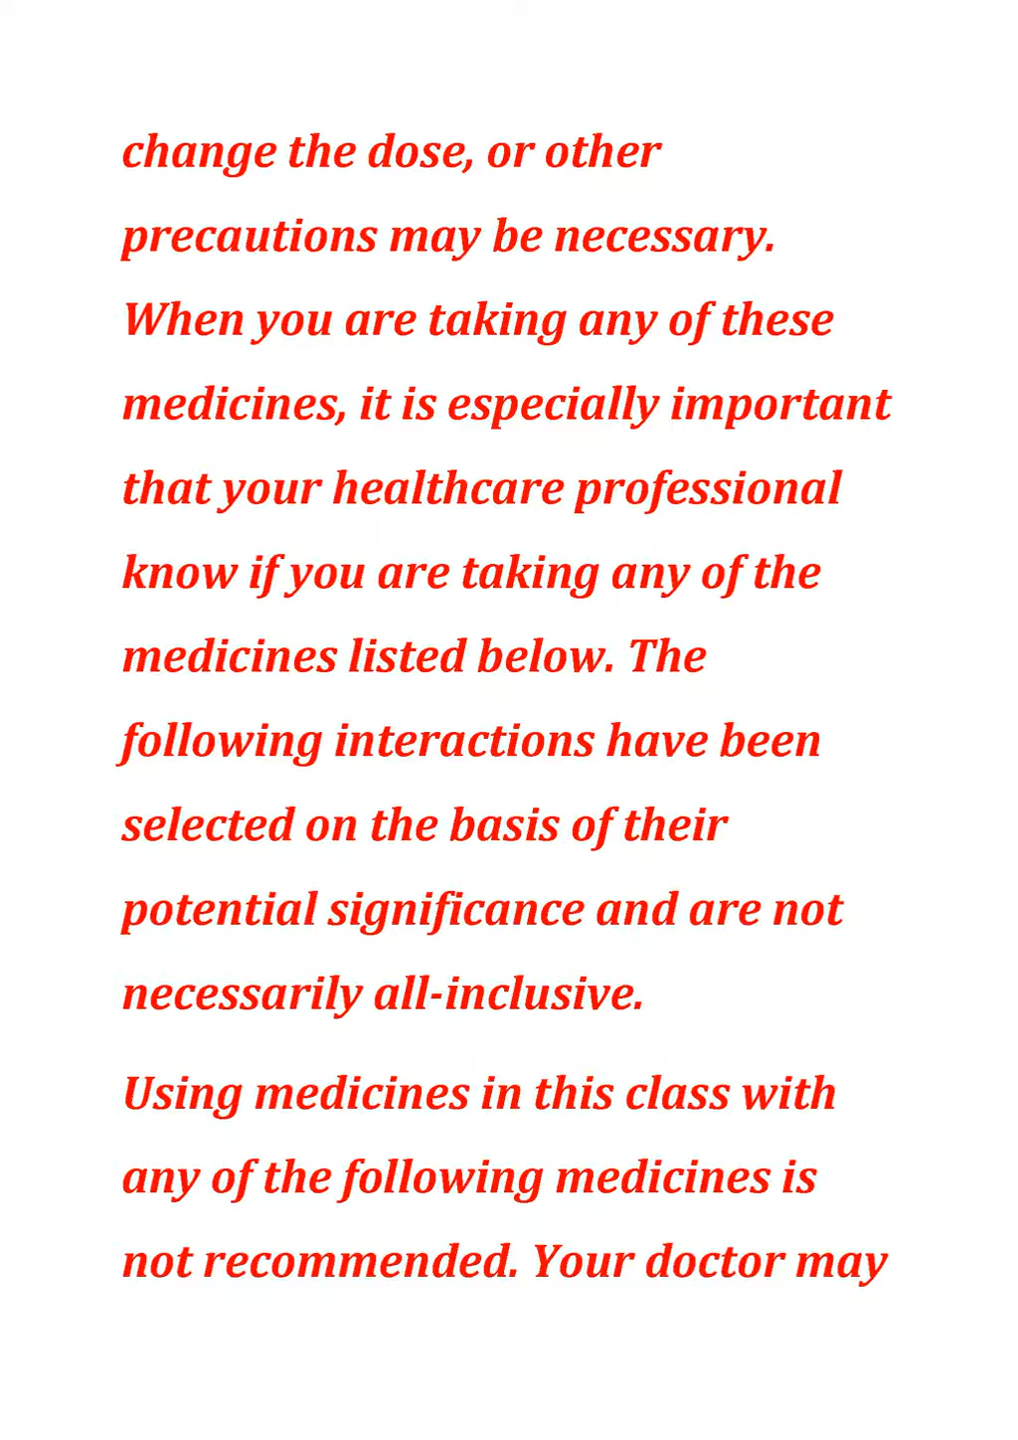 change the dose, or other
precautions may be necessary.
When you are taking any of these
medicines, it is especially important
that your healthcare professional
know if you are taking any of the
medicines listed below. The
following interactions have been
selected on the basis of their
potential significance and are not
necessarily all-inclusive.
Using medicines in this class with
any of the following medicines is
not recommended. Your doctor may